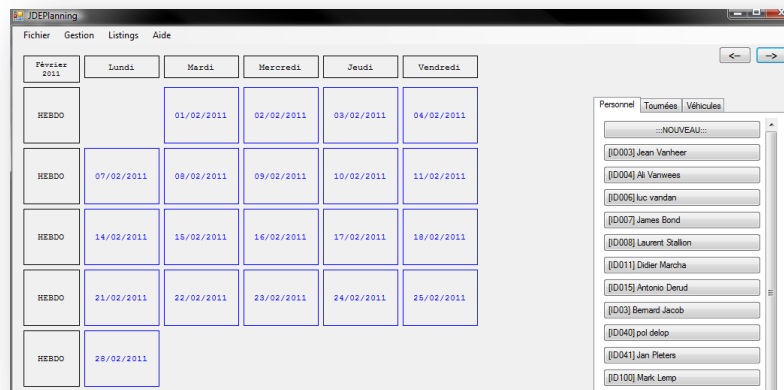 JDEPlanning
Fichier Gestion Listings Aide
<-- -->
Février
2011
Lundi Mardi Mercredi Jeudi Vendredi
HEBDO 01/02/2011 02/02/2011 03/02/2011 04/02/2011
HEBDO 07/02/2011 08/02/2011 09/02/2011 10/02/2011 11/02/2011
HEBDO 14/02/2011 15/02/2011 16/02/2011 17/02/2011 18/02/2011
HEBDO 21/02/2011 22/02/2011 23/02/2011 24/02/2011 25/02/2011
HEBDO 28/02/2011
Personnel Tournées Véhicules
:::NOUVEAU:::
[ID003] Jean Vanheer
[ID004] Ali Vanwees
[ID006] luc vandan
[ID007] James Bond
[ID008] Laurent Stallion
[ID011] Didier Marcha
[ID015] Antonio Derud
[ID03] Bernard Jacob
[ID040] pol delop
[ID041] Jan Pleters
[ID100] Mark Lemp